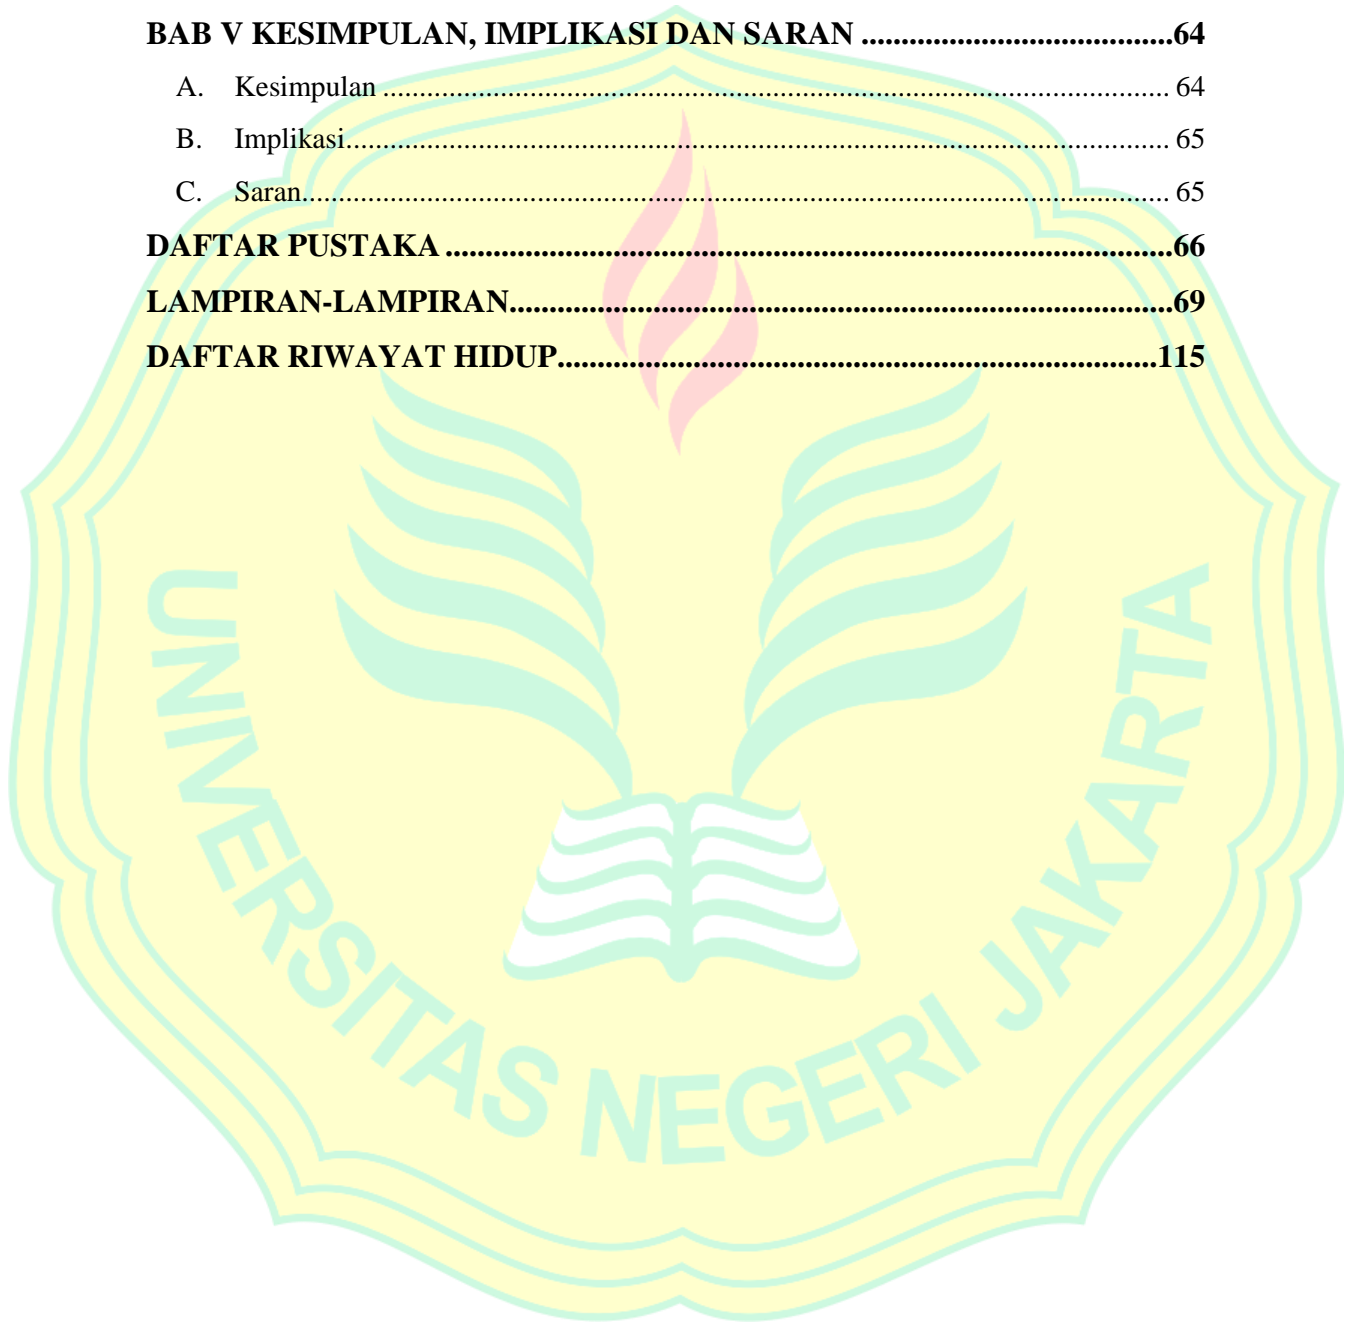 BAB V KESIMPULAN, IMPLIKASI DAN SARAN .......................................64
A. Kesimpulan .......................................................................................................... 64
B. Implikasi............................................................................................................... 65
C. Saran..................................................................................................................... 65
DAFTAR PUSTAKA ...........................................................................................66
LAMPIRAN-LAMPIRAN...................................................................................69
DAFTAR RIWAYAT HIDUP...........................................................................115
UNIVERSITAS NEGERI JAKARTA